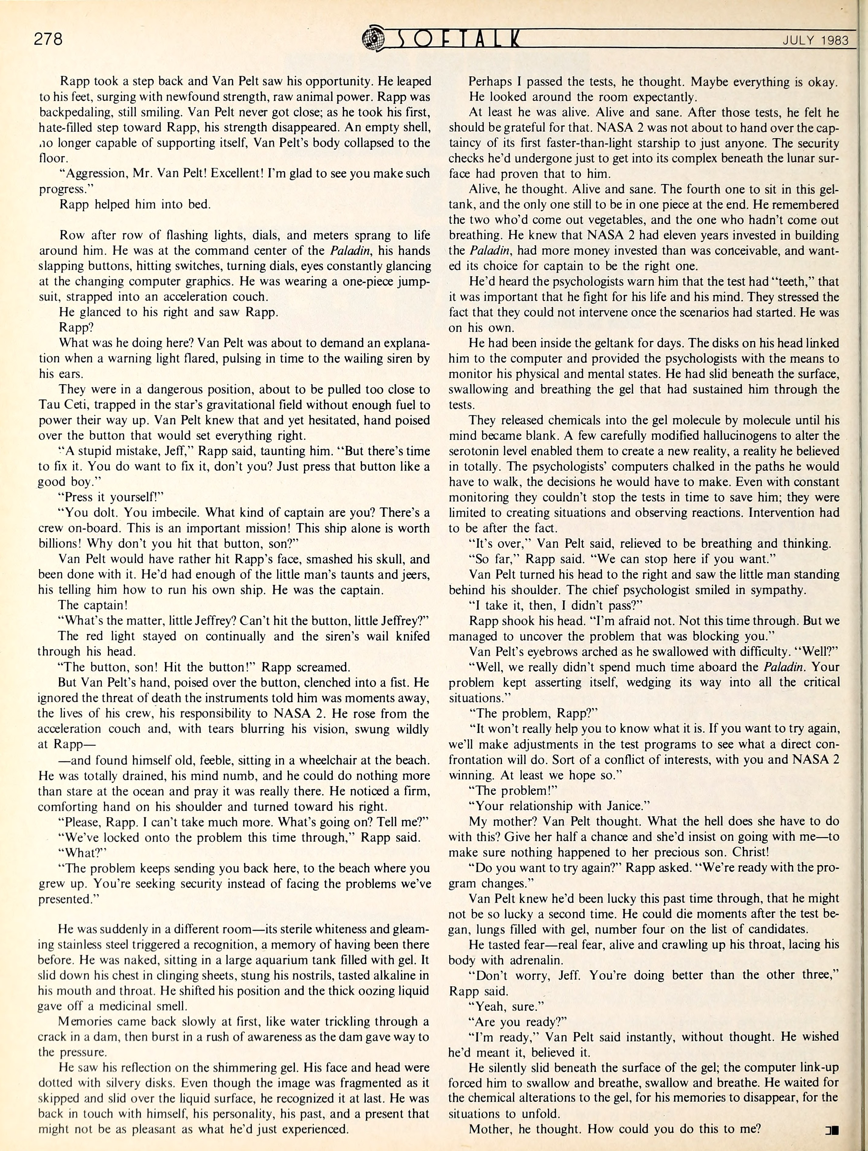 278
SOFTALK
JULY 1983
Rapp took a step back and Van Pelt saw his opportunity. He leaped
to his feet, surging with newfound strength, raw animal power. Rapp was
backpedaling, still smiling. Van Pelt never got close; as he took his first,
hate-filled step toward Rapp, his strength disappeared. An empty shell,
no longer capable of supporting itself, Van Pelt's body collapsed to the
floor.
"Aggression, Mr. Van Pelt! Excellent! I'm glad to see you make such
progress."
Rapp helped him into bed.
Row after row of flashing lights, dials, and meters sprang to life
around him. He was at the command center of the Paladin, his hands
slapping buttons, hitting switches, turning dials, eyes constantly glancing
at the changing computer graphics. He was wearing a one-piece jump-
suit, strapped into an acceleration couch.
He glanced to his right and saw Rapp.
Rapp?
What was he doing here? Van Pelt was about to demand an explana-
tion when a warning light flared, pulsing in time to the wailing siren by
his ears.
They were in a dangerous position, about to be pulled too close to
Tau Ceti, trapped in the star's gravitational field without enough fuel to
power their way up. Van Pelt knew that and yet hesitated, hand poised
over the button that would set everything right.
"A stupid mistake, Jeff," Rapp said, taunting him. "But there's time
to fix it. You do want to fix it, don't you? Just press that button like a
good boy."
"Press it yourself!"
"You dolt. You imbecile. What kind of captain are you? There's a
crew on-board. This is an important mission! This ship alone is worth
billions! Why don't you hit that button, son?"
Van Pelt would have rather hit Rapp's face, smashed his skull, and
been done with it. He'd had enough of the little man's taunts and jeers,
his telling him how to run his own ship. He was the captain.
The captain!
"What's the matter, little Jeffrey? Can't hit the button, little Jeffrey?"
The red light stayed on continually and the siren's wail knifed
through his head.
"The button, son! Hit the button!" Rapp screamed.
But Van Pelt's hand, poised over the button, clenched into a fist. He
ignored the threat of death the instruments told him was moments away,
the lives of his crew, his responsibility to NASA 2. He rose from the
acceleration couch and, with tears blurring his vision, swung wildly
at Rapp—
—and found himself old, feeble, sitting in a wheelchair at the beach.
He was totally drained, his mind numb, and he could do nothing more
than stare at the ocean and pray it was really there. He noticed a firm,
comforting hand on his shoulder and turned toward his right.
"Please, Rapp. I can't take much more. What's going on? Tell me?"
"We've locked onto the problem this time through," Rapp said.
"What?"
"The problem keeps sending you back here, to the beach where you
grew up. You're seeking security instead of facing the problems we've
presented."
He was suddenly in a different room—its sterile whiteness and gleam-
ing stainless steel triggered a recognition, a memory of having been there
before. He was naked, sitting in a large aquarium tank filled with gel. It
slid down his chest in clinging sheets, stung his nostrils, tasted alkaline in
his mouth and throat. He shifted his position and the thick oozing liquid
gave off a medicinal smell.
Memories came back slowly at first, like water trickling through a
crack in a dam, then burst in a rush of awareness as the dam gave way to
the pressure.
He saw his reflection on the shimmering gel. His face and head were
dotted with silvery disks. Even though the image was fragmented as it
skipped and slid over the liquid surface, he recognized it at last. He was
back in touch with himself, his personality, his past, and a present that
might not be as pleasant as what he'd just experienced.
Perhaps I passed the tests, he thought. Maybe everything is okay.
He looked around the room expectantly.
At least he was alive. Alive and sane. After those tests, he felt he
should be grateful for that. NASA 2 was not about to hand over the cap-
taincy of its first faster-than-light starship to just anyone. The security
checks he'd undergone just to get into its complex beneath the lunar sur-
face had proven that to him.
Alive, he thought. Alive and sane. The fourth one to sit in this gel-
tank, and the only one still to be in one piece at the end. He remembered
the two who'd come out vegetables, and the one who hadn't come out
breathing. He knew that NASA 2 had eleven years invested in building
the Paladin, had more money invested than was conceivable, and want-
ed its choice for captain to be the right one.
He'd heard the psychologists warn him that the test had "teeth," that
it was important that he fight for his life and his mind. They stressed the
fact that they could not intervene once the scenarios had started. He was
on his own.
He had been inside the geltank for days. The disks on his head linked
him to the computer and provided the psychologists with the means to
monitor his physical and mental states. He had slid beneath the surface,
swallowing and breathing the gel that had sustained him through the
tests.
They released chemicals into the gel molecule by molecule until his
mind became blank. A few carefully modified hallucinogens to alter the
serotonin level enabled them to create a new reality, a reality he believed
in totally. The psychologists' computers chalked in the paths he would
have to walk, the decisions he would have to make. Even with constant
monitoring they couldn't stop the tests in time to save him; they were
limited to creating situations and observing reactions. Intervention had
to be after the fact.
"It's over," Van Pelt said, relieved to be breathing and thinking.
"So far," Rapp said. "We can stop here if you want."
Van Pelt turned his head to the right and saw the little man standing
behind his shoulder. The chief psychologist smiled in sympathy.
"I take it, then, I didn't pass?"
Rapp shook his head. "I'm afraid not. Not this time through. But we
managed to uncover the problem that was blocking you."
Van Pelt's eyebrows arched as he swallowed with difficulty. "Well?"
"Well, we really didn't spend much time aboard the Paladin. Your
problem kept asserting itself, wedging its way into all the critical
situations."
"The problem, Rapp?"
"It won't really help you to know what it is. If you want to try again,
we'll make adjustments in the test programs to see what a direct con-
frontation will do. Sort of a conflict of interests, with you and NASA 2
winning. At least we hope so."
"The problem!"
"Your relationship with Janice."
My mother? Van Pelt thought. What the hell does she have to do
with this? Give her half a chance and she'd insist on going with me—to
make sure nothing happened to her precious son. Christ!
"Do you want to try again?" Rapp asked. "We're ready with the pro-
gram changes."
Van Pelt knew he'd been lucky this past time through, that he might
not be so lucky a second time. He could die moments after the test be-
gan, lungs filled with gel, number four on the list of candidates.
He tasted fear—real fear, alive and crawling up his throat, lacing his
body with adrenalin.
"Don't worry, Jeff. You're doing better than the other three,"
Rapp said.
"Yeah, sure."
"Are you ready?"
"I'm ready," Van Pelt said instantly, without thought. He wished
he'd meant it, believed it.
He silently slid beneath the surface of the gel; the computer link-up
forced him to swallow and breathe, swallow and breathe. He waited for
the chemical alterations to the gel, for his memories to disappear, for the
situations to unfold.
Mother, he thought. How could you do this to me?